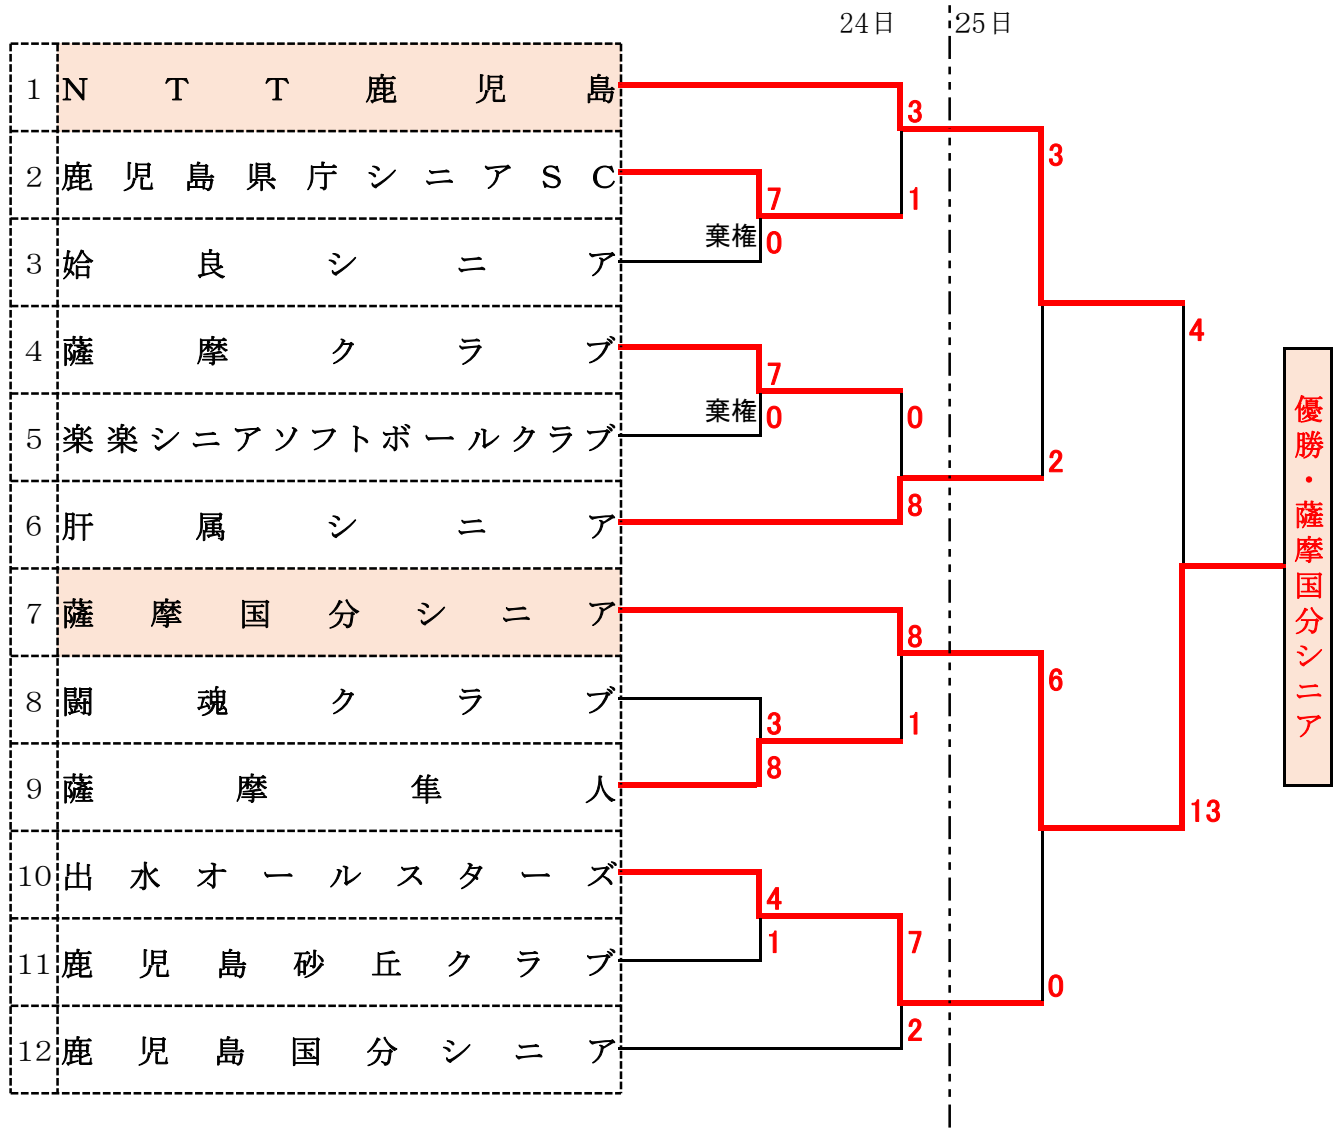 24日 25日
1 NTT鹿児島
2 鹿児島県庁シニアSC
3 姶良シニア
4 薩摩クラブ
5 楽楽シニアソフトボールクラブ
6 肝属シニア
7 薩摩国分シニア
8 闘魂クラブ
9 薩摩隼人
10 出水オールスターズ
11 鹿児島砂丘クラブ
12 鹿児島国分シニア
7
棄権 0
7
棄権 0
3
8
4
1
3
1
0
8
8
1
7
2
3
2
6
0
4
13
優勝・薩摩国分シニア